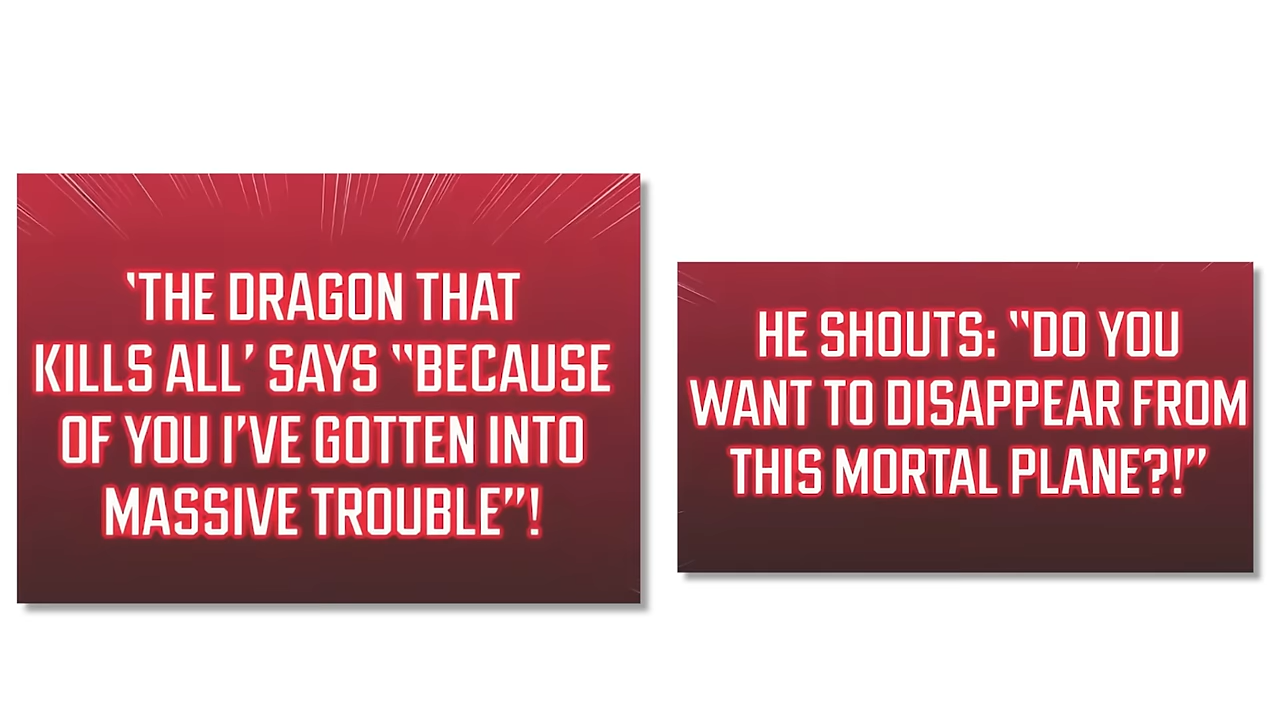 ‘THE DRAGON THAT
KILLS ALL’ SAYS “BECAUSE
OF YOU I’VE GOTTEN INTO
MASSIVE TROUBLE”!
HE SHOUTS: “DO YOU
WANT TO DISAPPEAR FROM
THIS MORTAL PLANE?!”